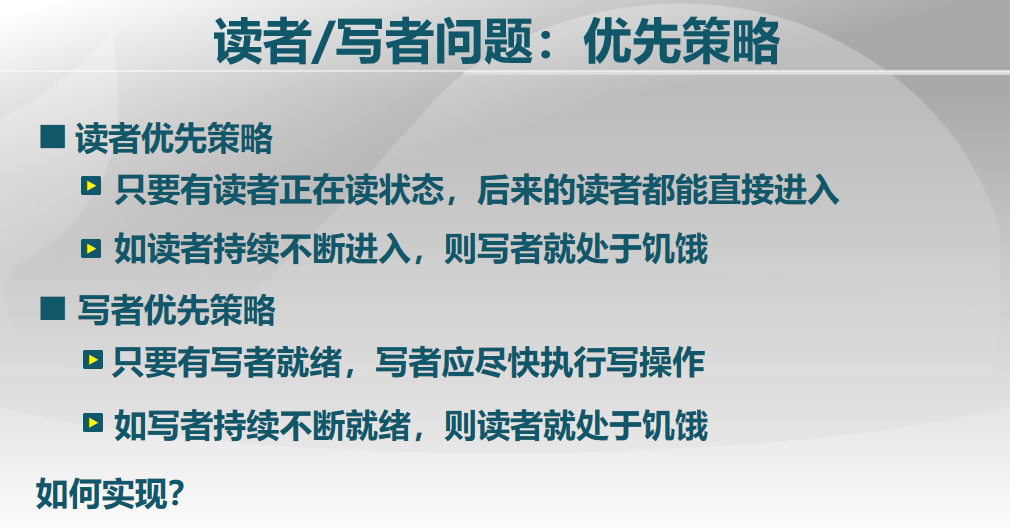 读者/写者问题：优先策略
读者优先策略
只要有读者正在读状态，后来的读者都能直接进入
如读者持续不断进入，则写者就处于饥饿
写者优先策略
只要有写者就绪，写者应尽快执行写操作
如写者持续不断就绪，则读者就处于饥饿
如何实现？